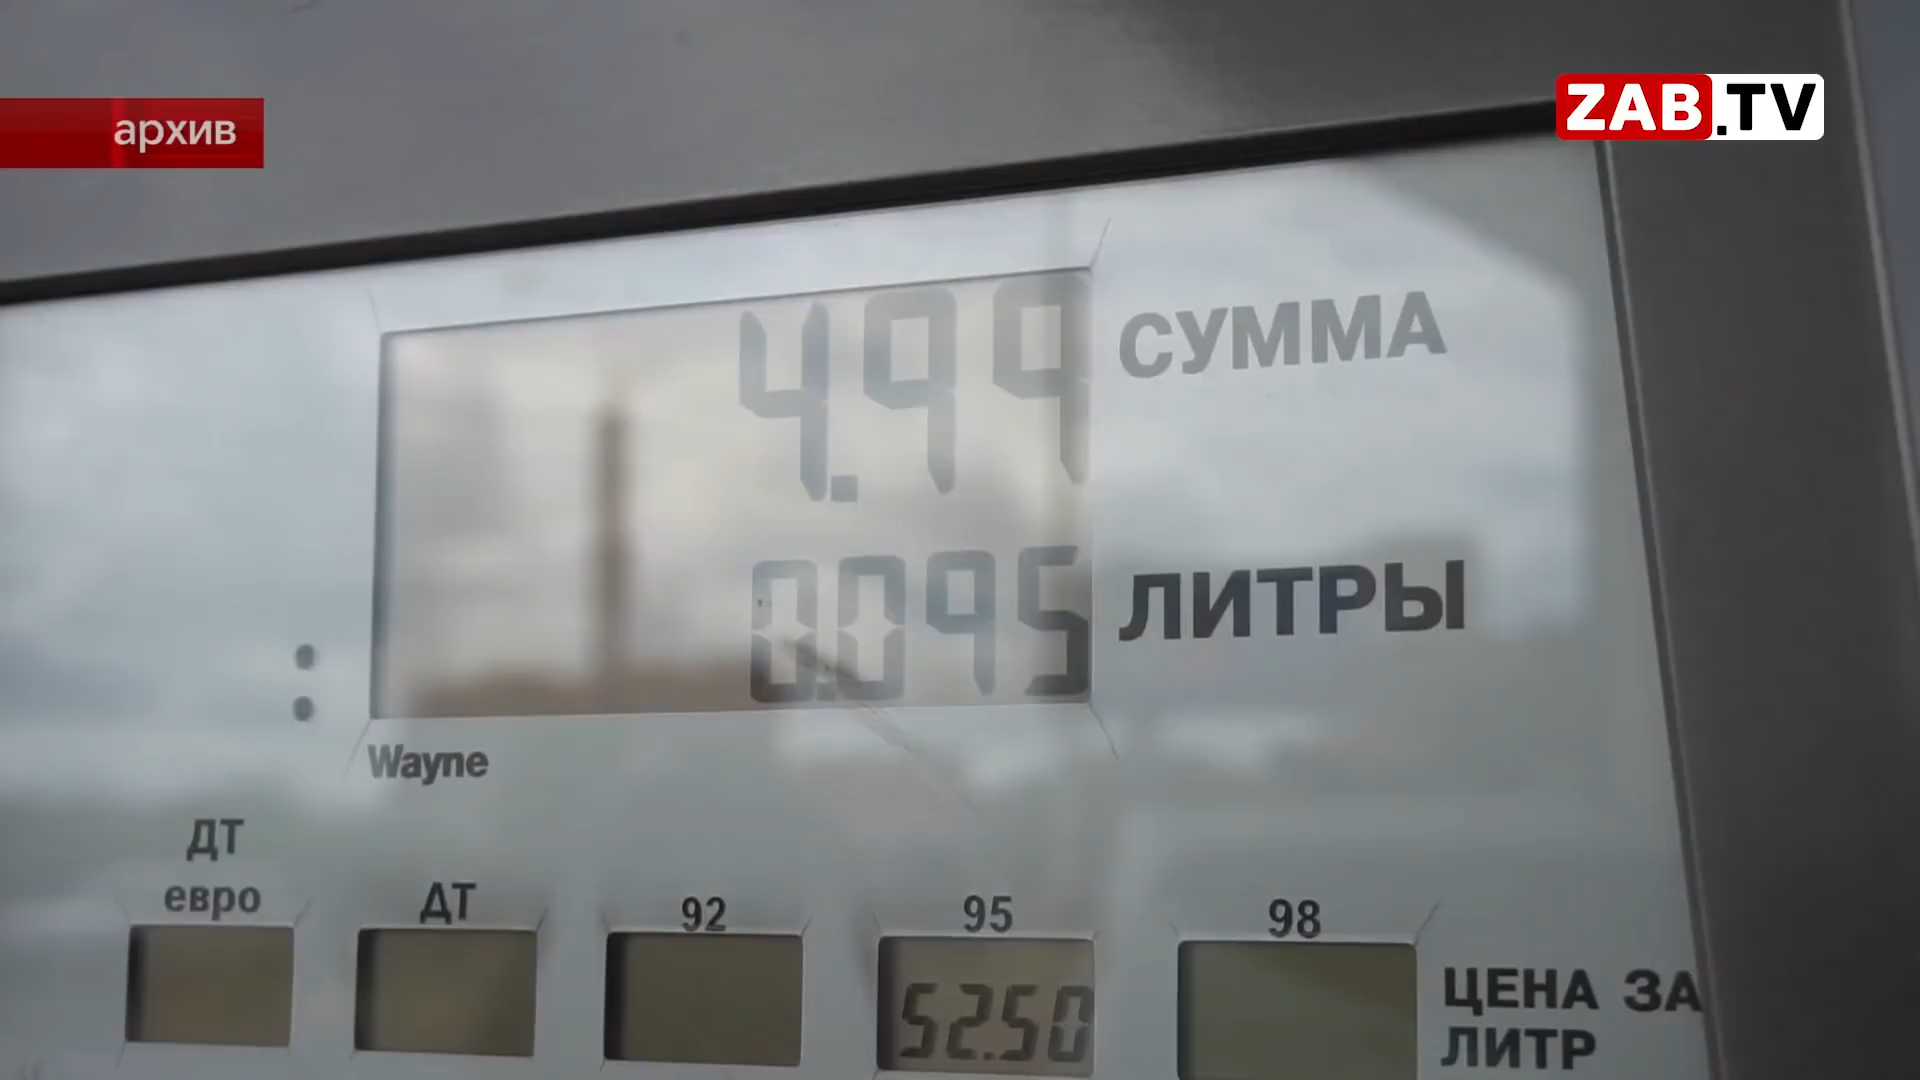 архив
ZAB.TV
4.99 СУММА
0.095 ЛИТРЫ
Wayne
ДТ
евро
ДТ
92
95
98
52.50
ЦЕНА ЗА
ЛИТР